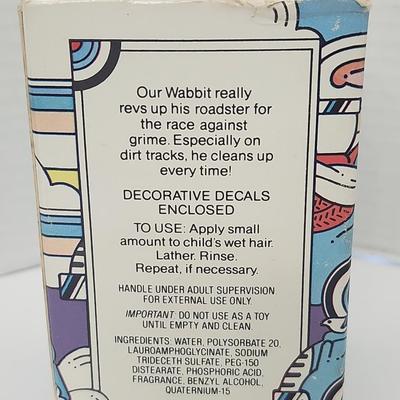 Our Wabbit really
revs up his roadster for
the race against
grime. Especially on
dirt tracks, he cleans up
every time!
DECORATIVE DECALS
ENCLOSED
TO USE: Apply small
amount to child's wet hair.
Lather. Rinse.
Repeat, if necessary.
HANDLE UNDER ADULT SUPERVISION
FOR EXTERNAL USE ONLY
IMPORTANT: DO NOT USE AS A TOY
UNTIL EMPTY AND CLEAN.
INGREDIENTS: WATER, POLYSORBATE 20,
LAUROAMPHOGLYCINATE, SODIUM
TRIDECETH SULFATE, PEG-150
DISTEARATE, PHOSPHORIC ACID,
FRAGRANCE, BENZYL ALCOHOL,
QUATERNIUM-15